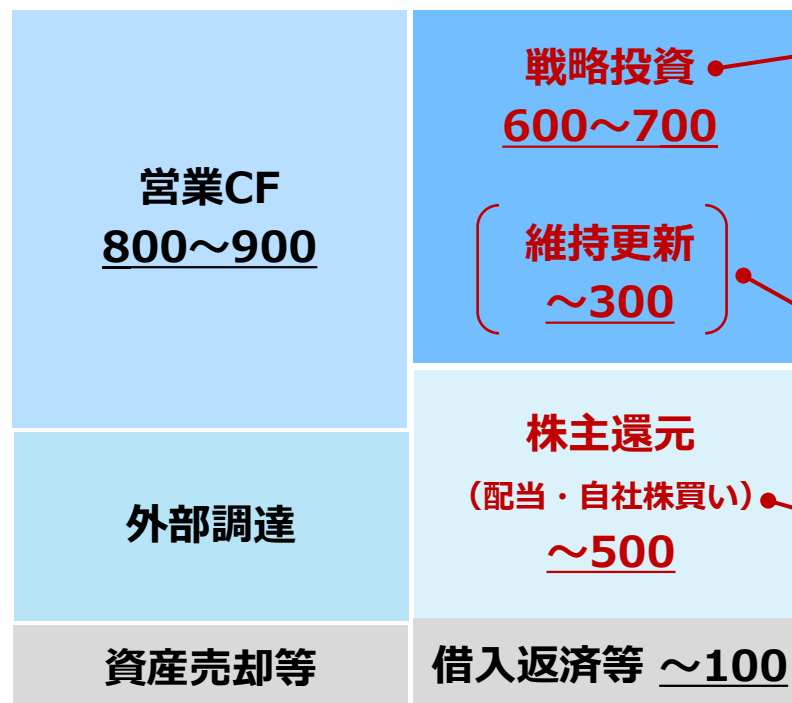 営業CF
800～900
外部調達
資産売却等
戦略投資
600～700
維持更新
～300
株主還元
（配当・自社株買い）
～500
借入返済等 ～100